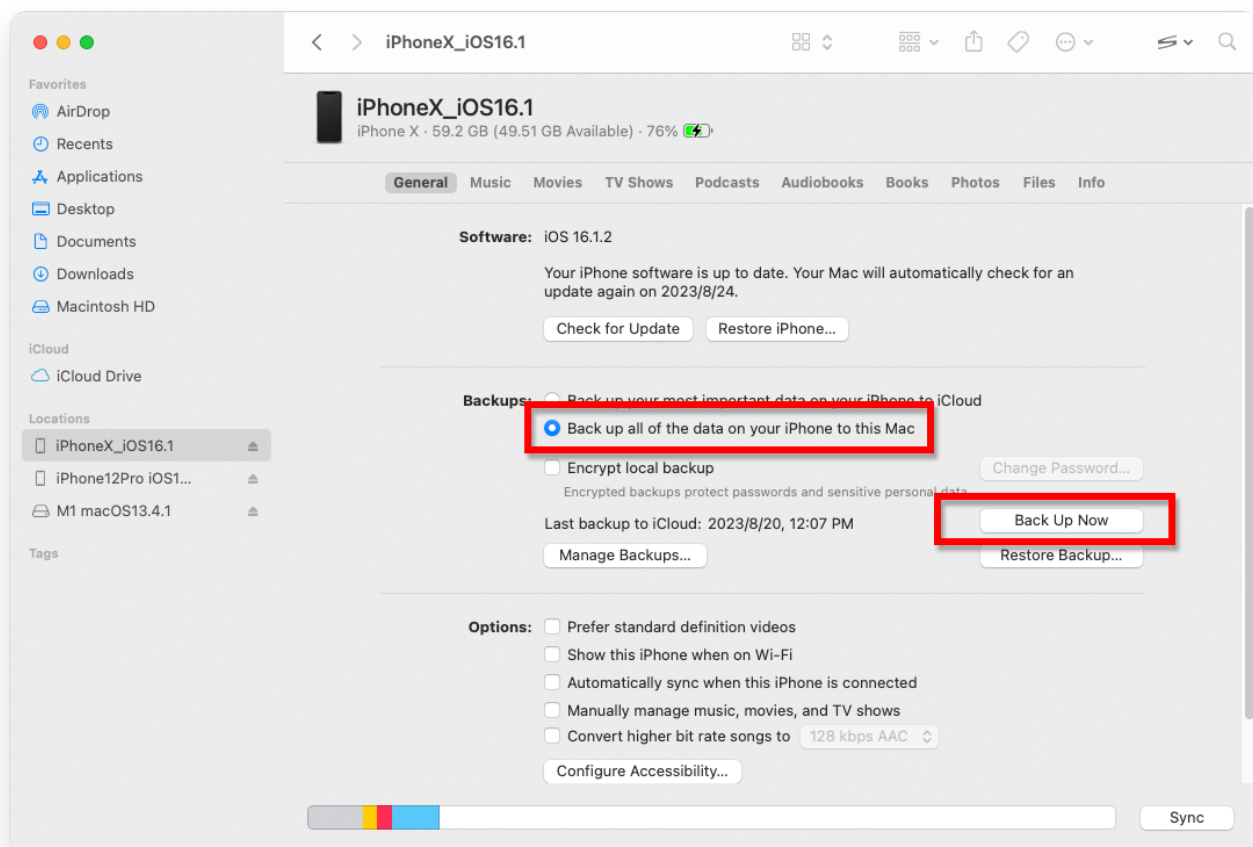 iPhoneX_iOS16.1
Favorites
AirDrop
Recents
Applications
Desktop
Documents
Downloads
Macintosh HD
iCloud
iCloud Drive
Locations
iPhoneX_iOS16.1
iPhone12Pro iOS1...
M1 macOS13.4.1
Tags
iPhoneX_iOS16.1
iPhone X · 59.2 GB (49.51 GB Available) · 76%
General Music Movies TV Shows Podcasts Audiobooks Books Photos Files Info
Software: iOS 16.1.2
Your iPhone software is up to date. Your Mac will automatically check for an
update again on 2023/8/24.
Check for Update Restore iPhone...
Backups: Back up your most important data on your iPhone to iCloud
Back up all of the data on your iPhone to this Mac
Encrypt local backup Change Password...
Encrypted backups protect passwords and sensitive personal data.
Last backup to iCloud: 2023/8/20, 12:07 PM Back Up Now
Manage Backups... Restore Backup...
Options: Prefer standard definition videos
Show this iPhone when on Wi-Fi
Automatically sync when this iPhone is connected
Manually manage music, movies, and TV shows
Convert higher bit rate songs to 128 kbps AAC
Configure Accessibility...
Sync